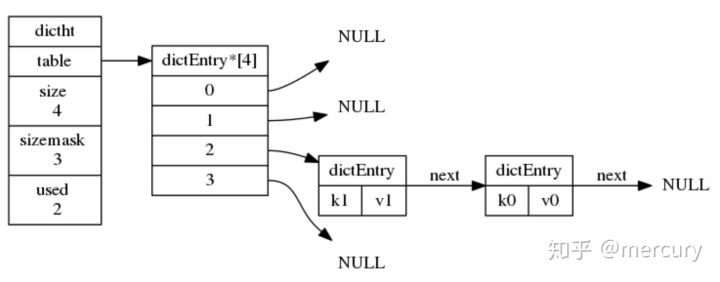 dictht
table
size
4
sizemask
3
used
2
dictEntry*[4]
0
1
2
3
NULL
NULL
dictEntry
k1 v1
next
dictEntry
k0 v0
next
NULL
NULL
知乎 @mercury